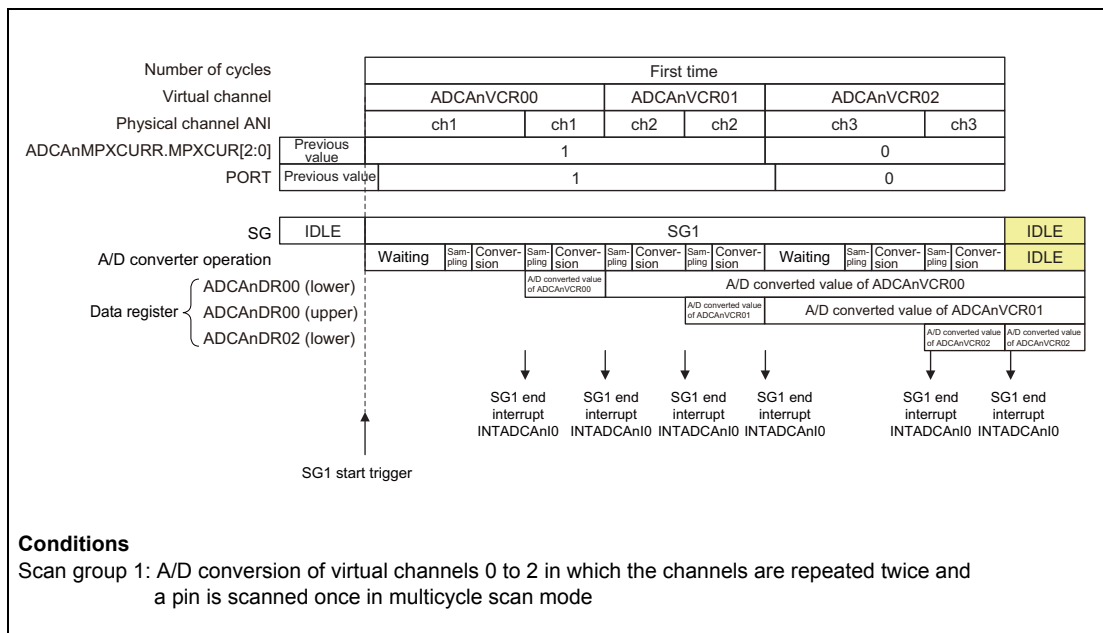 Number of cycles First time
Virtual channel ADCAnVCR00 ADCAnVCR01 ADCAnVCR02
Physical channel ANI ch1 ch1 ch2 ch2 ch3 ch3
ADCAnMPXCURR.MPXCUR[2:0] Previous value 1 0
PORT Previous value 1 0
SG IDLE SG1 IDLE
A/D converter operation Waiting Sam-pling Conver-sion Sam-pling Conver-sion Sam-pling Conver-sion Sam-pling Conver-sion Waiting Sam-pling Conver-sion Sam-pling Conver-sion IDLE
Data register
ADCAnDR00 (lower) A/D converted value of ADCAnVCR00 A/D converted value of ADCAnVCR00
ADCAnDR00 (upper) A/D converted value of ADCAnVCR01 A/D converted value of ADCAnVCR01
ADCAnDR02 (lower) A/D converted value of ADCAnVCR02 A/D converted value of ADCAnVCR02
SG1 end SG1 end SG1 end SG1 end SG1 end SG1 end
interrupt interrupt interrupt interrupt interrupt interrupt
INTADCAnI0 INTADCAnI0 INTADCAnI0 INTADCAnI0 INTADCAnI0 INTADCAnI0
SG1 start trigger
Conditions
Scan group 1: A/D conversion of virtual channels 0 to 2 in which the channels are repeated twice and
a pin is scanned once in multicycle scan mode